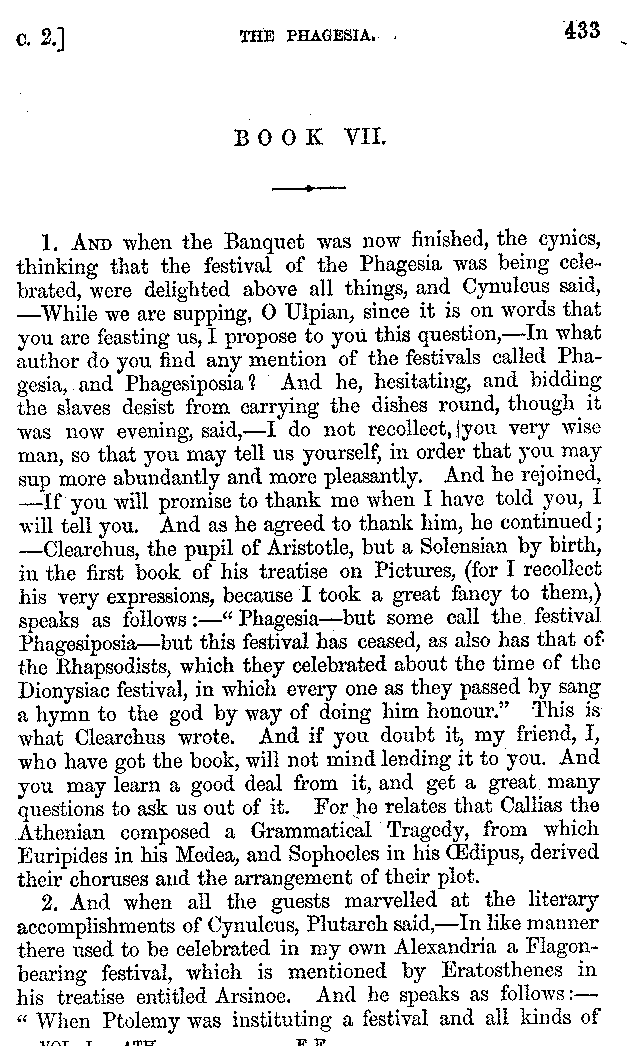 c. 2.] THE PHAGESIA. 433
BOOK VII.
1. AND when the Banquet was now finished, the cynics,
thinking that the festival of the Phagesia was being cele-
brated, were delighted above all things, and Cynulcus said,
—While we are supping, O Ulpian, since it is on words that
you are feasting us, I propose to you this question,—In what
author do you find any mention of the festivals called Pha-
gesia, and Phagesiposia? And he, hesitating, and bidding
the slaves desist from carrying the dishes round, though it
was now evening, said,—I do not recollect, you very wise
man, so that you may tell us yourself, in order that you may
sup more abundantly and more pleasantly. And he rejoined,
—If you will promise to thank me when I have told you, I
will tell you. And as he agreed to thank him, he continued;
—Clearchus, the pupil of Aristotle, but a Solensian by birth,
in the first book of his treatise on Pictures, (for I recollect
his very expressions, because I took a great fancy to them,)
speaks as follows:—“Phagesia—but some call the festival
Phagesiposia—but this festival has ceased, as also has that of
the Rhapsodists, which they celebrated about the time of the
Dionysiac festival, in which every one as they passed by sang
a hymn to the god by way of doing him honour.” This is
what Clearchus wrote. And if you doubt it, my friend, I,
who have got the book, will not mind lending it to you. And
you may learn a good deal from it, and get a great many
questions to ask us out of it. For he relates that Callias the
Athenian composed a Grammatical Tragedy, from which
Euripides in his Medea, and Sophocles in his Œdipus, derived
their choruses and the arrangement of their plot.
2. And when all the guests marvelled at the literary
accomplishments of Cynulcus, Plutarch said,—In like manner
there used to be celebrated in my own Alexandria a Flagon-
bearing festival, which is mentioned by Eratosthenes in
his treatise entitled Arsinoe. And he speaks as follows:—
“When Ptolemy was instituting a festival and all kinds of
VOL. I.—ATH. F F